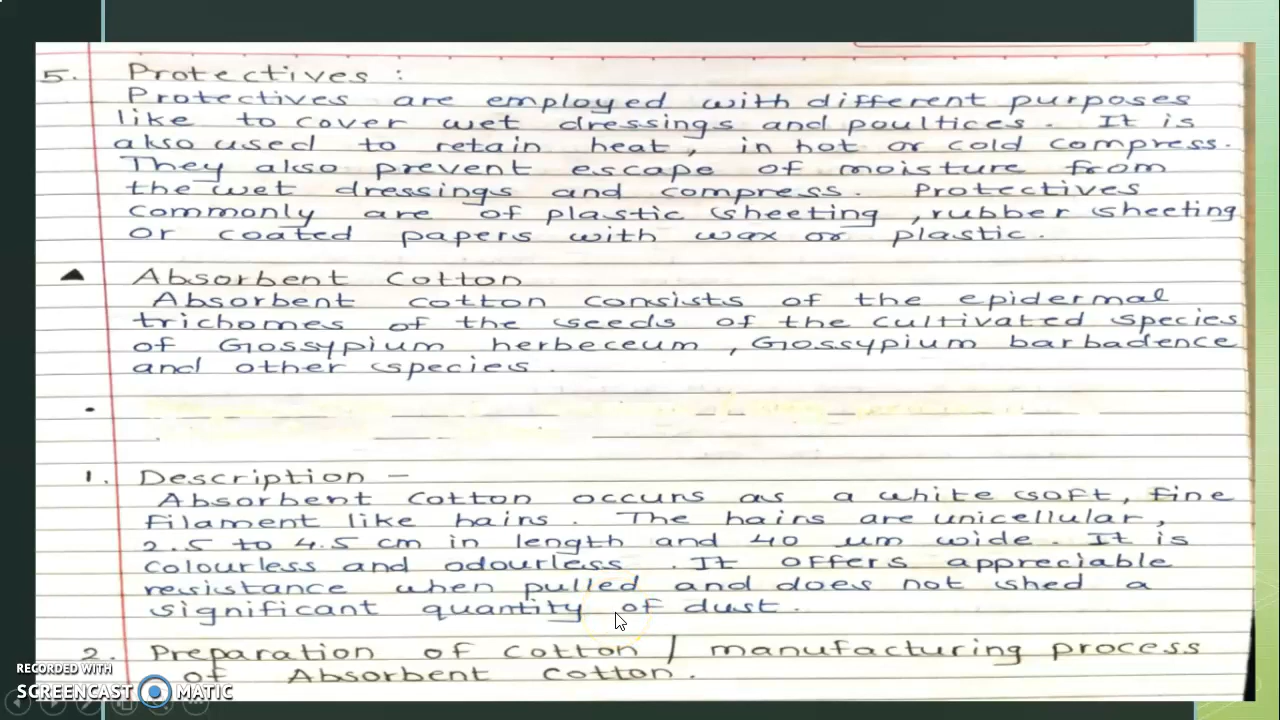 5. Protectives :
Protectives are employed with different purposes
like to cover wet dressings and poultices. It is
akso used to retain heat, in hot or cold compress.
They akso prevent escape of moisture from
the wet dressings and compress. Protectives
commonly are of plastic sheeting, rubber sheeting
or coated papers with wax or plastic.
▲ Absorbent Cotton
Absorbent cotton consists of the epidermal
trichomes of the seeds of the cultivated species
of Gossypium herbeceum, Gossypium barbadence
and other species.
1. Description -
Absorbent cotton occurs as a white soft, fine
filament like hairs. The hairs are unicellular,
2.5 to 4.5 cm in length and 40 µm wide. It is
colourless and odourless. It offers appreciable
resistance when pulled and does not shed a
significant quantity of dust.
2. Preparation of cotton / manufacturing process
of Absorbent cotton.
RECORDED WITH
SCREENCAST MATIC